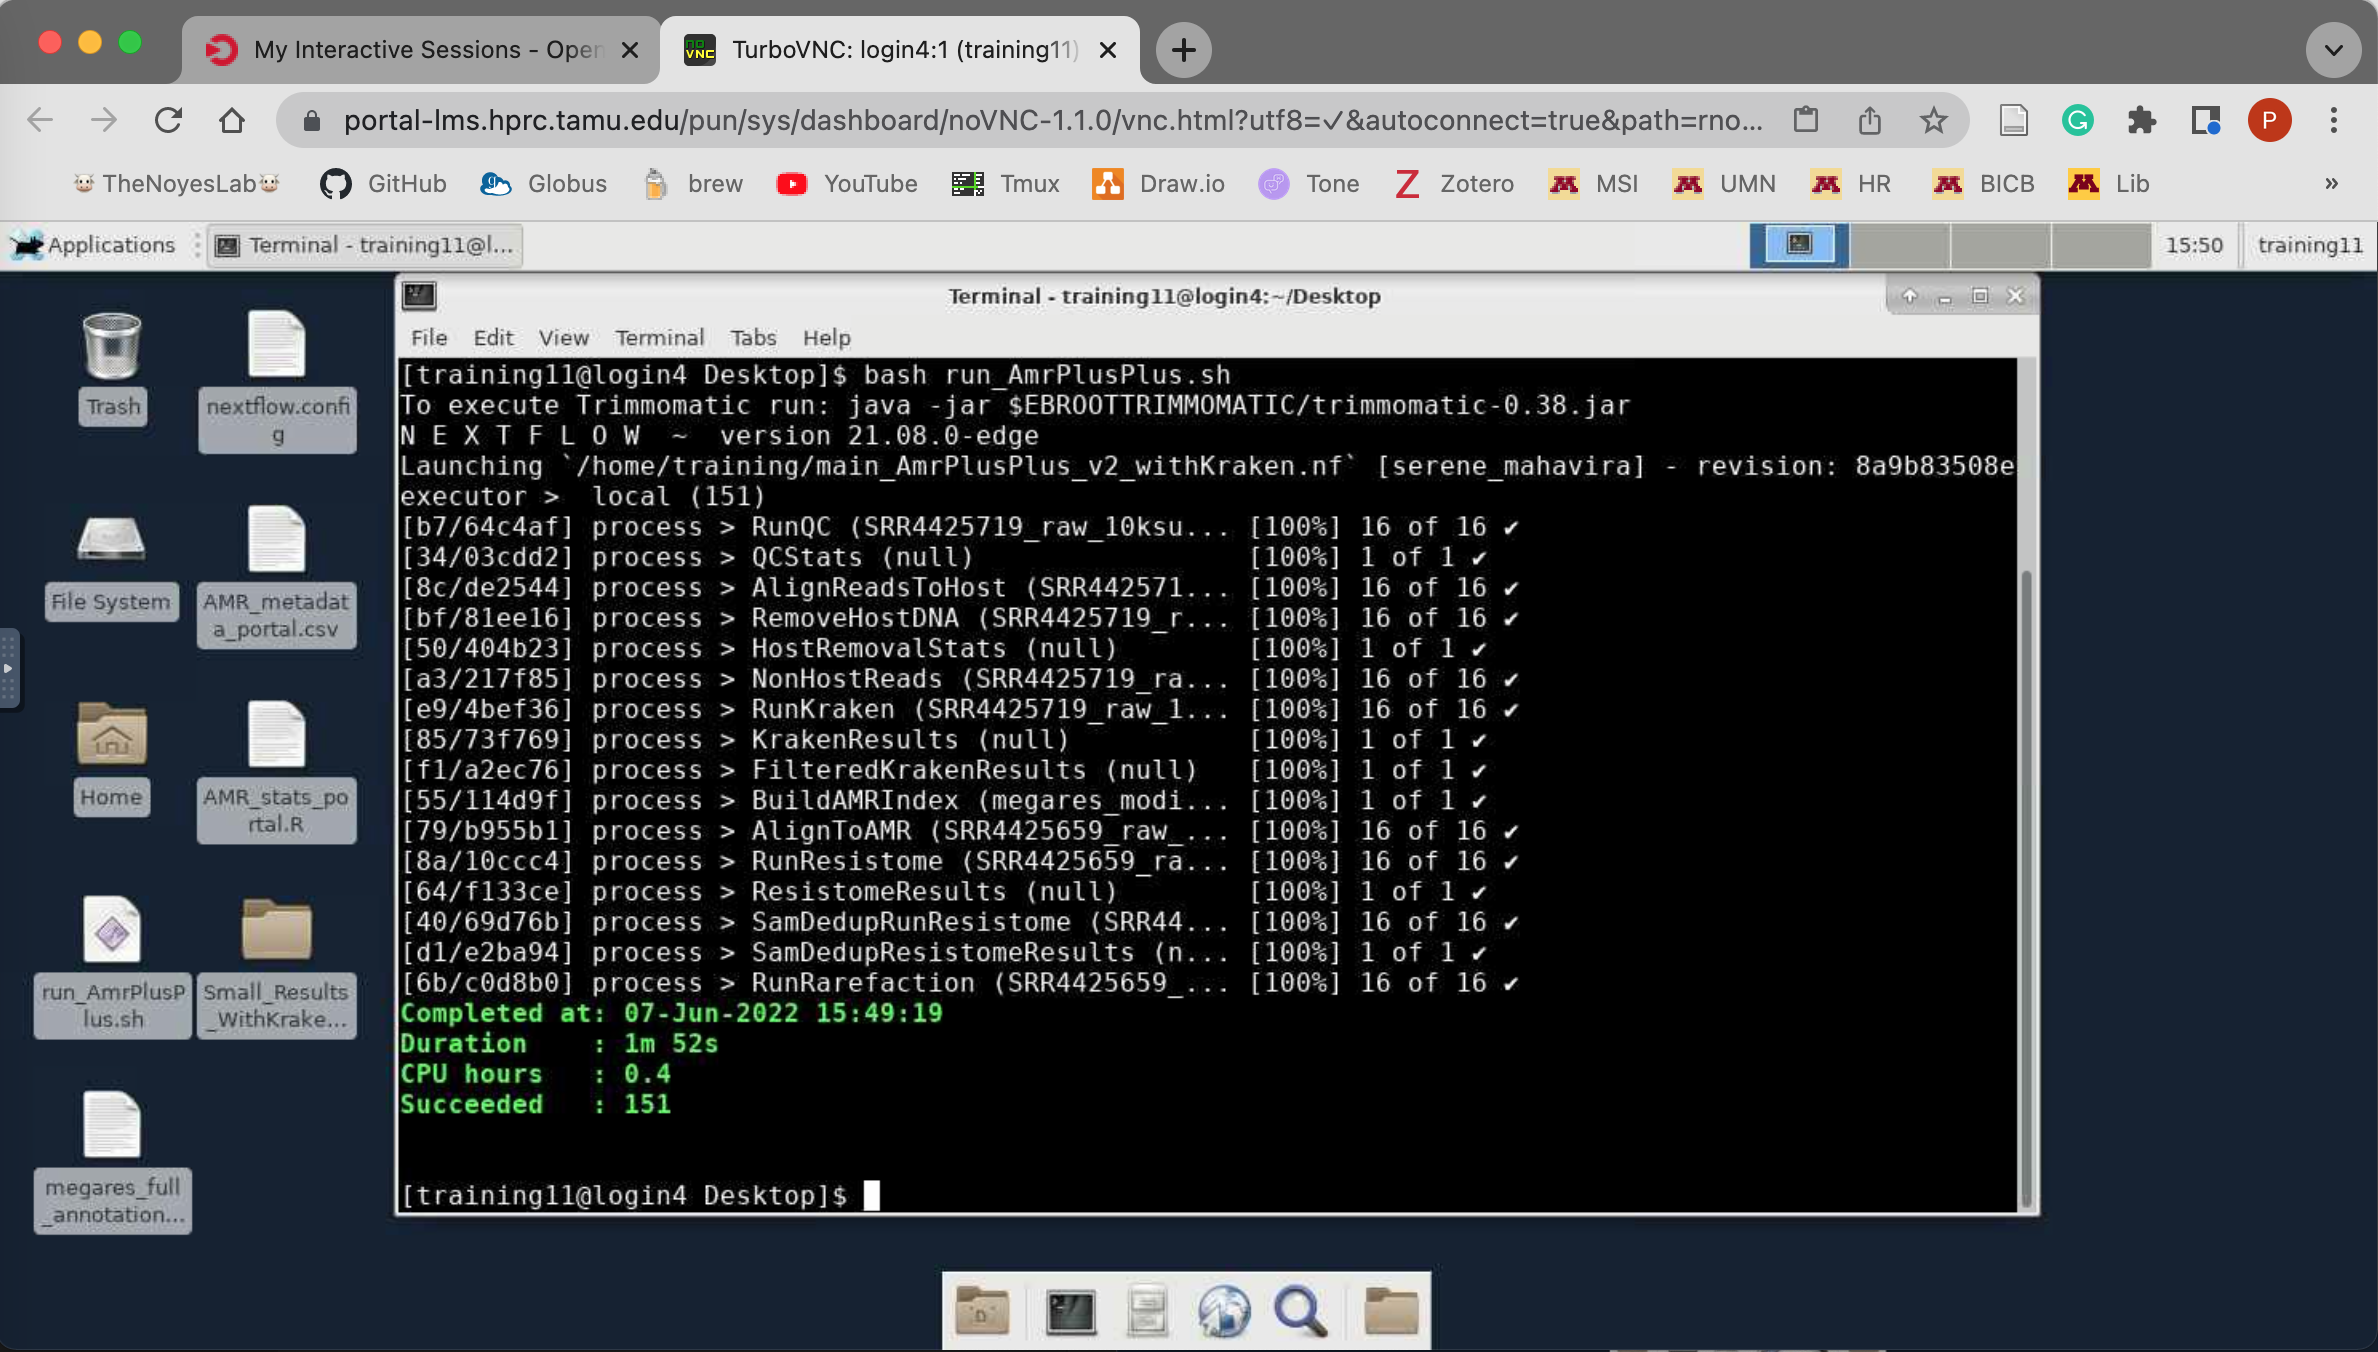 My Interactive Sessions - Open
TurboVNC: login4:1 (training11)
portal-lms.hprc.tamu.edu/pun/sys/dashboard/noVNC-1.1.0/vnc.html?utf8=✓&autoconnect=true&path=rno...
P
TheNoyesLab
GitHub
Globus
brew
YouTube
Tmux
Draw.io
Tone
Zotero
MSI
UMN
HR
BICB
Lib
»
Applications
Terminal - training11@l...
15:50
training11
Terminal - training11@login4:~/Desktop
File Edit View Terminal Tabs Help
Trash
nextflow.confi
g
File System
AMR_metadat
a_portal.csv
Home
AMR_stats_po
rtal.R
run_AmrPlusP
lus.sh
Small_Results
_WithKrake...
megares_full
_annotation...
[training11@login4 Desktop]$ bash run_AmrPlusPlus.sh
To execute Trimmomatic run: java -jar $EBROOTTRIMMOMATIC/trimmomatic-0.38.jar
N E X T F L O W  ~  version 21.08.0-edge
Launching `/home/training/main_AmrPlusPlus_v2_withKraken.nf` [serene_mahavira] - revision: 8a9b83508e
executor >  local (151)
[b7/64c4af] process > RunQC (SRR4425719_raw_10ksu... [100%] 16 of 16 ✔
[34/03cdd2] process > QCStats (null)                 [100%] 1 of 1 ✔
[8c/de2544] process > AlignReadsToHost (SRR442571... [100%] 16 of 16 ✔
[bf/81ee16] process > RemoveHostDNA (SRR4425719_r... [100%] 16 of 16 ✔
[50/404b23] process > HostRemovalStats (null)        [100%] 1 of 1 ✔
[a3/217f85] process > NonHostReads (SRR4425719_ra... [100%] 16 of 16 ✔
[e9/4bef36] process > RunKraken (SRR4425719_raw_1... [100%] 16 of 16 ✔
[85/73f769] process > KrakenResults (null)           [100%] 1 of 1 ✔
[f1/a2ec76] process > FilteredKrakenResults (null)   [100%] 1 of 1 ✔
[55/114d9f] process > BuildAMRIndex (megares_modi... [100%] 1 of 1 ✔
[79/b955b1] process > AlignToAMR (SRR4425659_raw_... [100%] 16 of 16 ✔
[8a/10ccc4] process > RunResistome (SRR4425659_ra... [100%] 16 of 16 ✔
[64/f133ce] process > ResistomeResults (null)        [100%] 1 of 1 ✔
[40/69d76b] process > SamDedupRunResistome (SRR44... [100%] 16 of 16 ✔
[d1/e2ba94] process > SamDedupResistomeResults (n... [100%] 1 of 1 ✔
[6b/c0d8b0] process > RunRarefaction (SRR4425659_... [100%] 16 of 16 ✔
Completed at: 07-Jun-2022 15:49:19
Duration    : 1m 52s
CPU hours   : 0.4
Succeeded   : 151
[training11@login4 Desktop]$